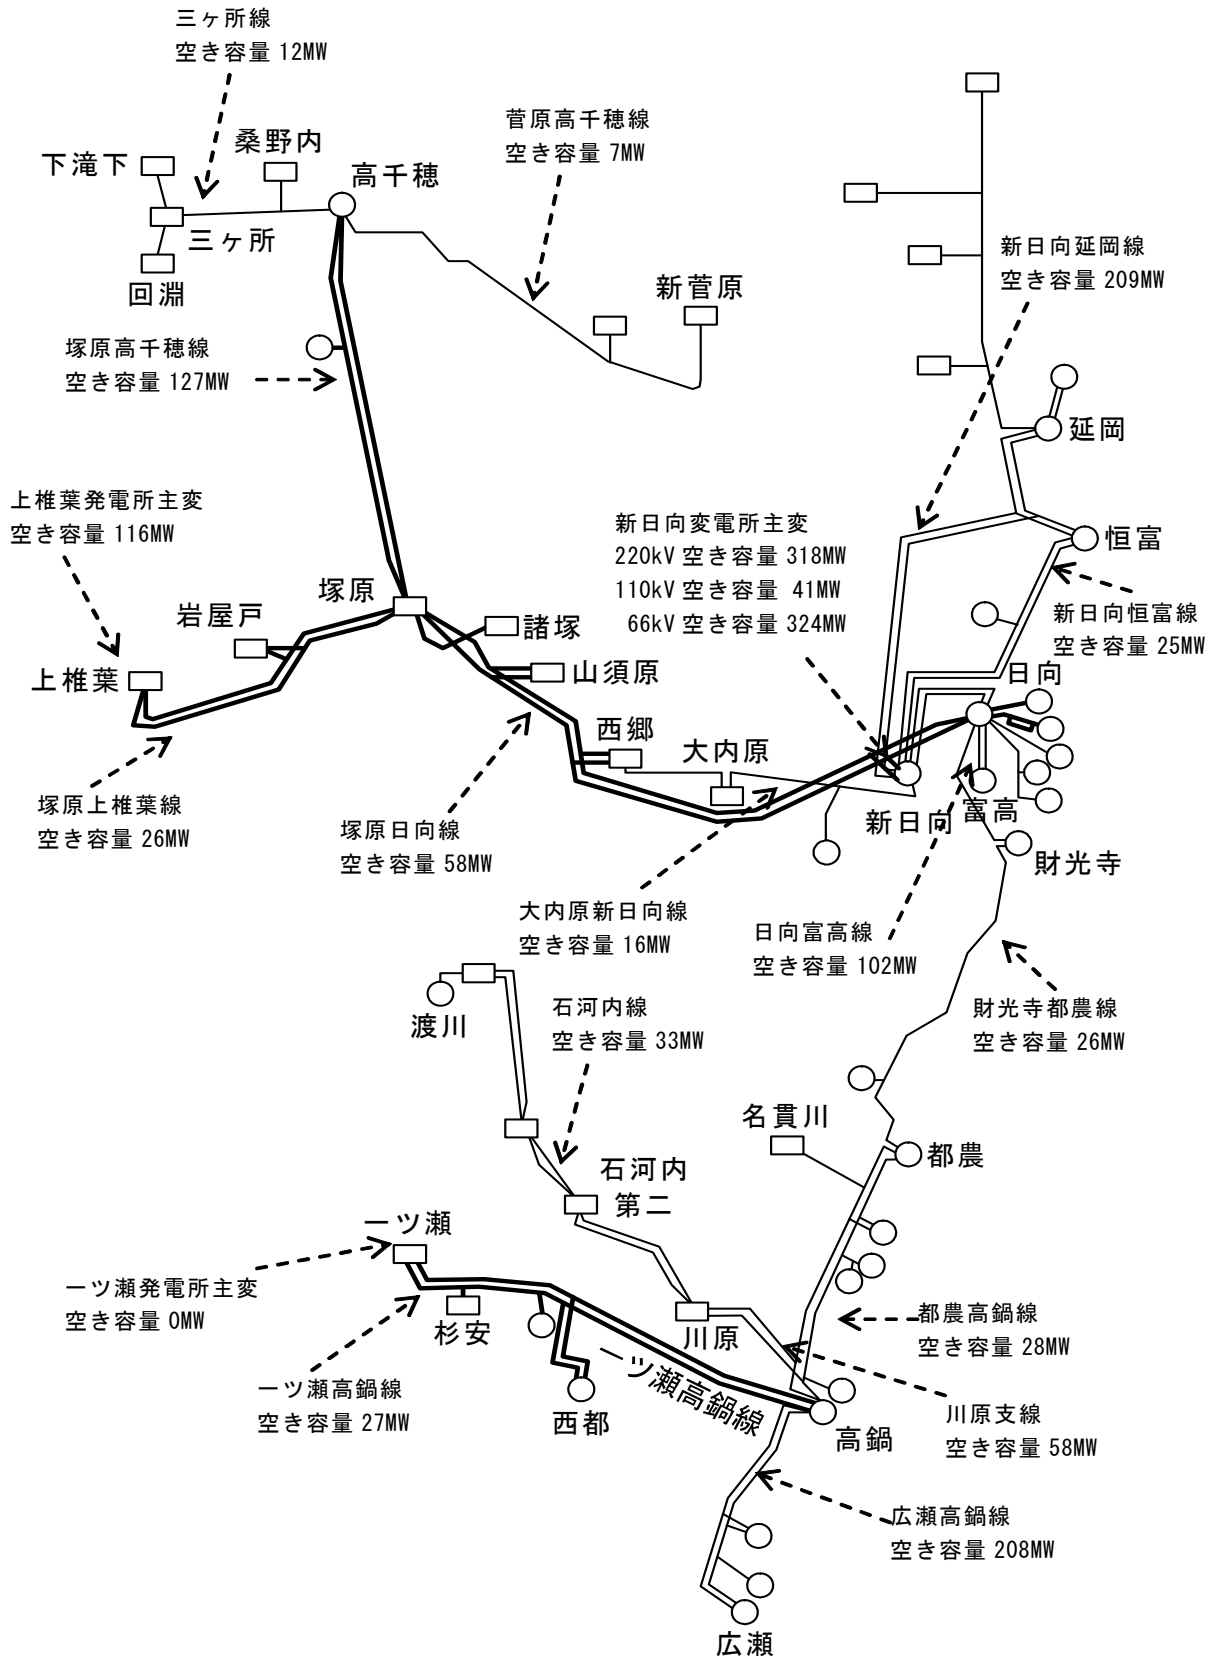 三ヶ所線
空き容量 12MW
菅原高千穂線
空き容量 7MW
下滝下
桑野内
高千穂
三ヶ所
回淵
新菅原
新日向延岡線
空き容量 209MW
塚原高千穂線
空き容量 127MW
延岡
上椎葉発電所主変
空き容量 116MW
新日向変電所主変
220kV 空き容量 318MW
110kV 空き容量 41MW
66kV 空き容量 324MW
恒富
塚原
岩屋戸
諸塚
新日向恒富線
空き容量 25MW
上椎葉
山須原
日向
西郷
大内原
塚原上椎葉線
空き容量 26MW
塚原日向線
空き容量 58MW
新日向
富高
財光寺
大内原新日向線
空き容量 16MW
日向富高線
空き容量 102MW
渡川
石河内線
空き容量 33MW
財光寺都農線
空き容量 26MW
名貫川
都農
石河内
第二
一ツ瀬
一ツ瀬発電所主変
空き容量 0MW
杉安
川原
都農高鍋線
空き容量 28MW
一ツ瀬高鍋線
一ツ瀬高鍋線
空き容量 27MW
西都
高鍋
川原支線
空き容量 58MW
広瀬高鍋線
空き容量 208MW
広瀬